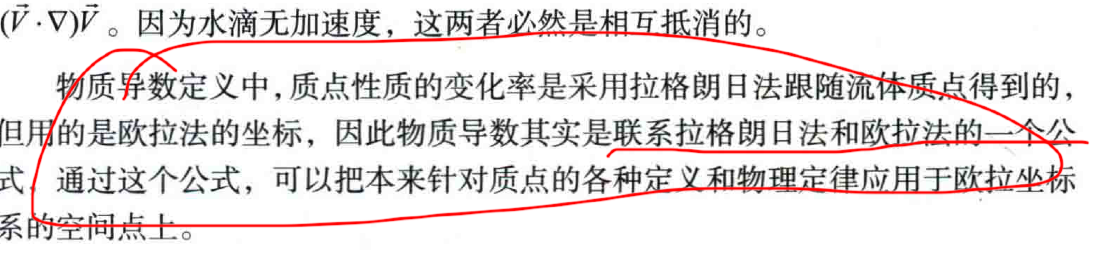 (V⃗·∇)V⃗。因为水滴无加速度，这两者必然是相互抵消的。
物质导数定义中，质点性质的变化率是采用拉格朗日法跟随流体质点得到的，
但用的是欧拉法的坐标，因此物质导数其实是联系拉格朗日法和欧拉法的一个公
式，通过这个公式，可以把本来针对质点的各种定义和物理定律应用于欧拉坐标
系的空间点上。